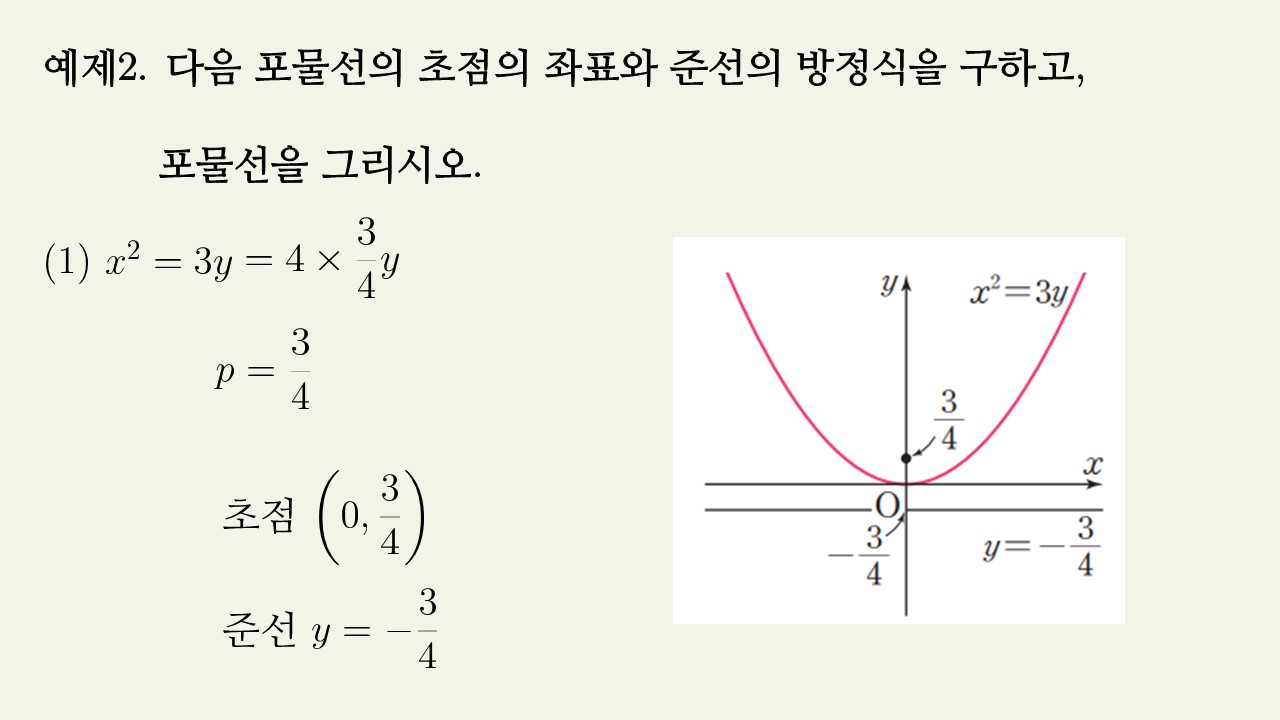 예제2. 다음 포물선의 초점의 좌표와 준선의 방정식을 구하고,
포물선을 그리시오.
(1) x² = 3y = 4 × 3/4 y
p = 3/4
초점 (0, 3/4)
준선 y = −3/4
y
x²=3y
3/4
x
O
−3/4
y=−3/4